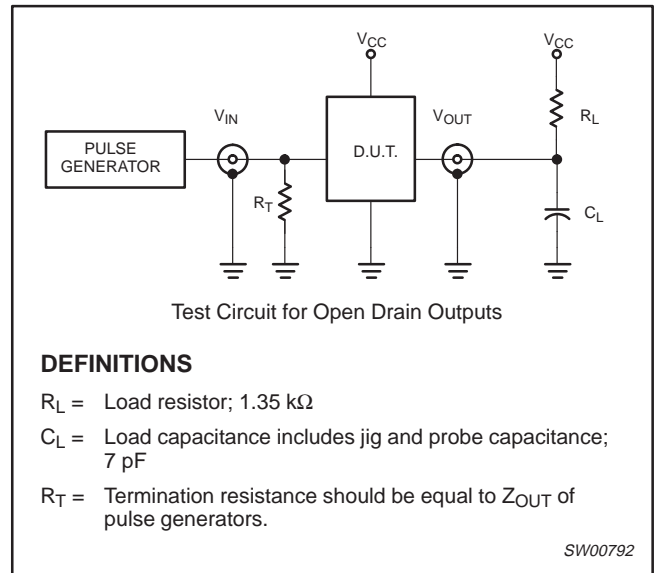 VCC
VCC
VIN
VOUT
RL
PULSE
GENERATOR
D.U.T.
RT
CL
Test Circuit for Open Drain Outputs
DEFINITIONS
RL = Load resistor; 1.35 kΩ
CL = Load capacitance includes jig and probe capacitance;
7 pF
RT = Termination resistance should be equal to ZOUT of
pulse generators.
SW00792